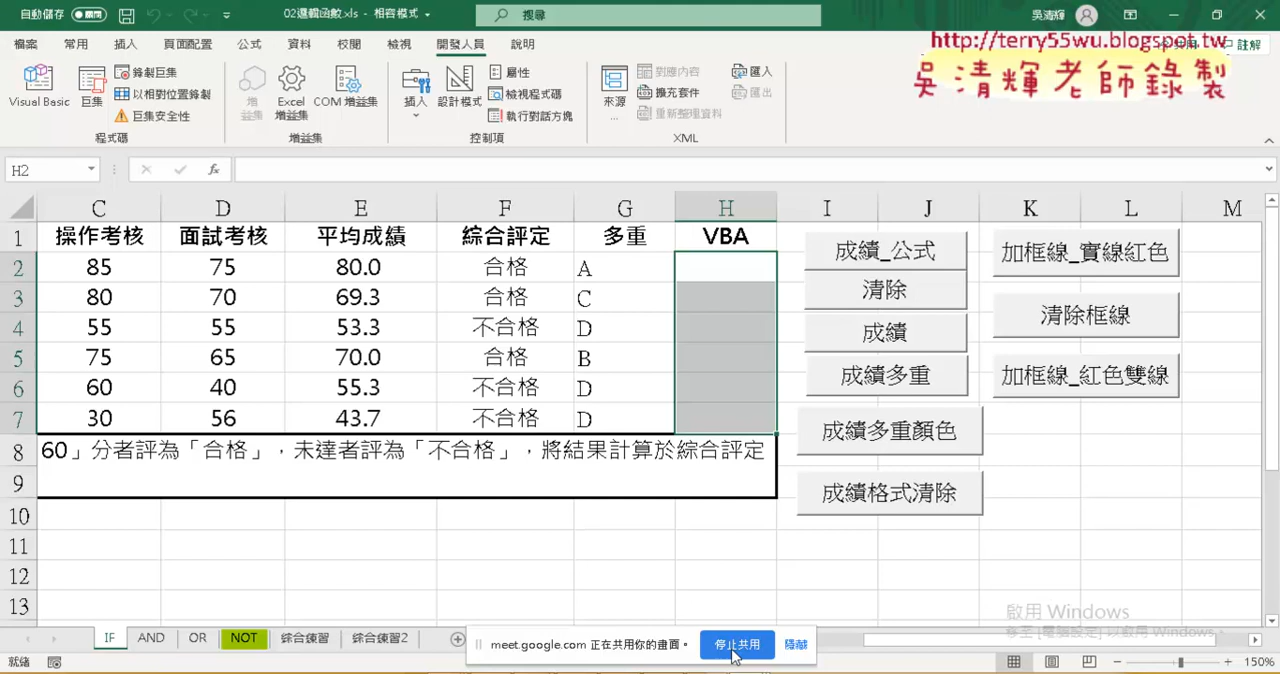 自動儲存 02邏輯函數.xls - 相容模式 搜尋 吳清輝
檔案 常用 插入 頁面配置 公式 資料 校閱 檢視 開發人員 說明 共用 註解
http://terry55wu.blogspot.tw
吳清輝老師錄製
Visual Basic 巨集 錄製巨集 以相對位置錄製 巨集安全性 程式碼
增益集 Excel 增益集 COM 增益集 增益集
插入 設計模式 屬性 檢視程式碼 執行對話方塊 控制項
來源 對應內容 擴充套件 重新整理資料 匯入 匯出 XML
H2 fx
C D E F G H I J K L M
1 操作考核 面試考核 平均成績 綜合評定 多重 VBA
2 85 75 80.0 合格 A
3 80 70 69.3 合格 C
4 55 55 53.3 不合格 D
5 75 65 70.0 合格 B
6 60 40 55.3 不合格 D
7 30 56 43.7 不合格 D
8 60」分者評為「合格」，未達者評為「不合格」，將結果計算於綜合評定
9
10
11
12
13
成績_公式
清除
成績
成績多重
成績多重顏色
成績格式清除
加框線_實線紅色
清除框線
加框線_紅色雙線
啟用 Windows
移至 [電腦設定] 以啟用 Windows。
IF AND OR NOT 綜合練習 綜合練習2
meet.google.com 正在共用你的畫面。 停止共用 隱藏
就緒 150%